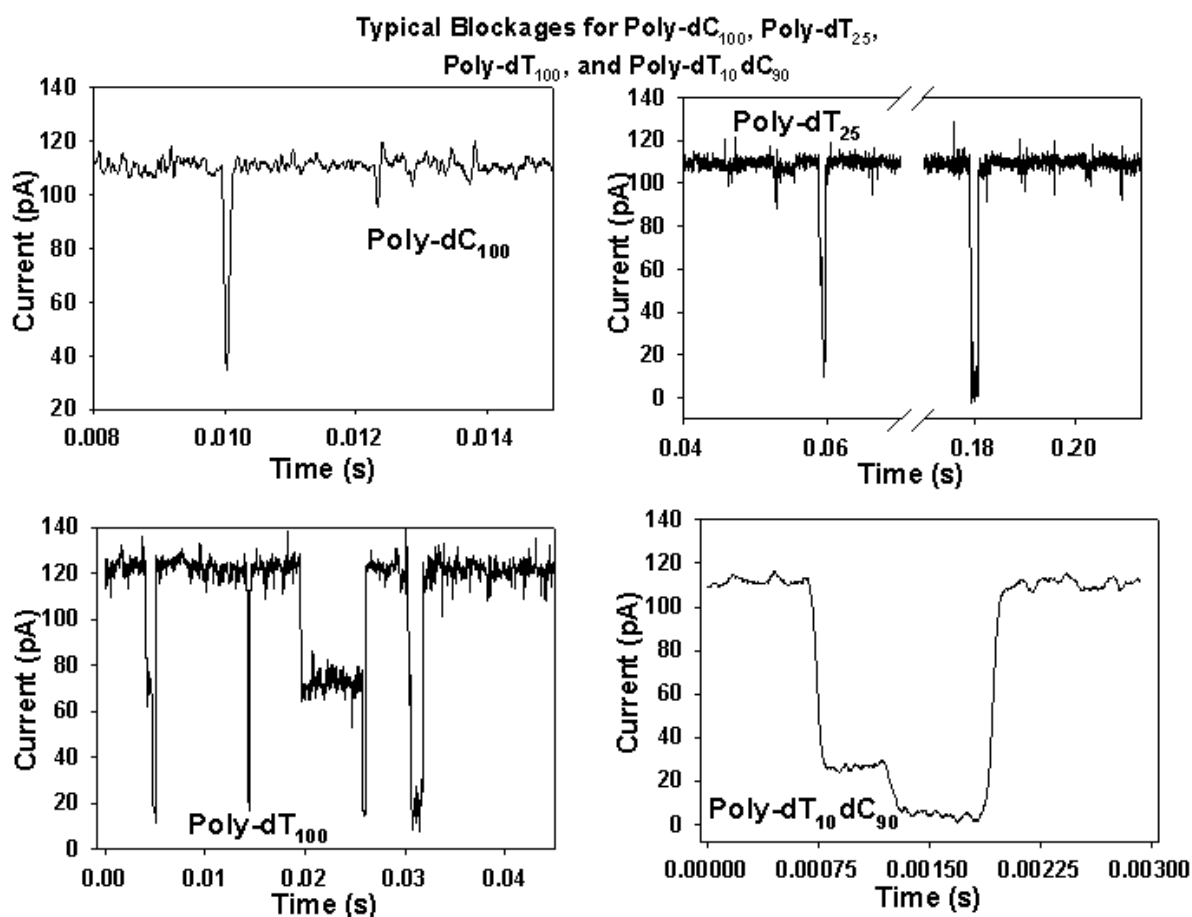 Typical Blockages for Poly-dC₁₀₀, Poly-dT₂₅,
Poly-dT₁₀₀, and Poly-dT₁₀dC₉₀
140
120
100
80
60
40
20
Current (pA)
Poly-dC₁₀₀
0.008 0.010 0.012 0.014
Time (s)
140
120
100
80
60
40
20
0
Current (pA)
Poly-dT₂₅
0.04 0.06 0.18 0.20
Time (s)
140
120
100
80
60
40
20
0
Current (pA)
Poly-dT₁₀₀
0.00 0.01 0.02 0.03 0.04
Time (s)
140
120
100
80
60
40
20
0
Current (pA)
Poly-dT₁₀dC₉₀
0.00000 0.00075 0.00150 0.00225 0.00300
Time (s)